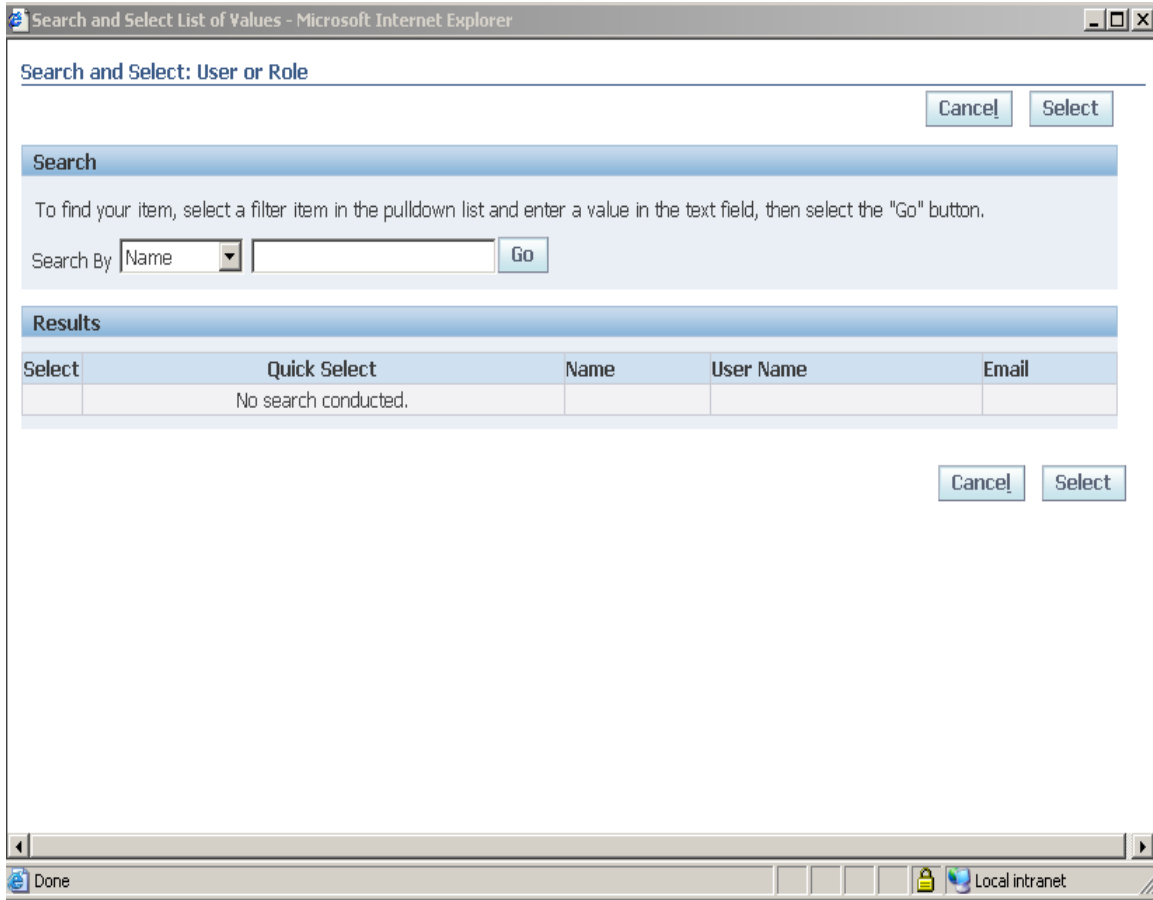 Search and Select List of Values - Microsoft Internet Explorer
Search and Select: User or Role
Cancel Select
Search
To find your item, select a filter item in the pulldown list and enter a value in the text field, then select the "Go" button.
Search By Name Go
Results
Select Quick Select Name User Name Email
No search conducted.
Cancel Select
Done Local intranet